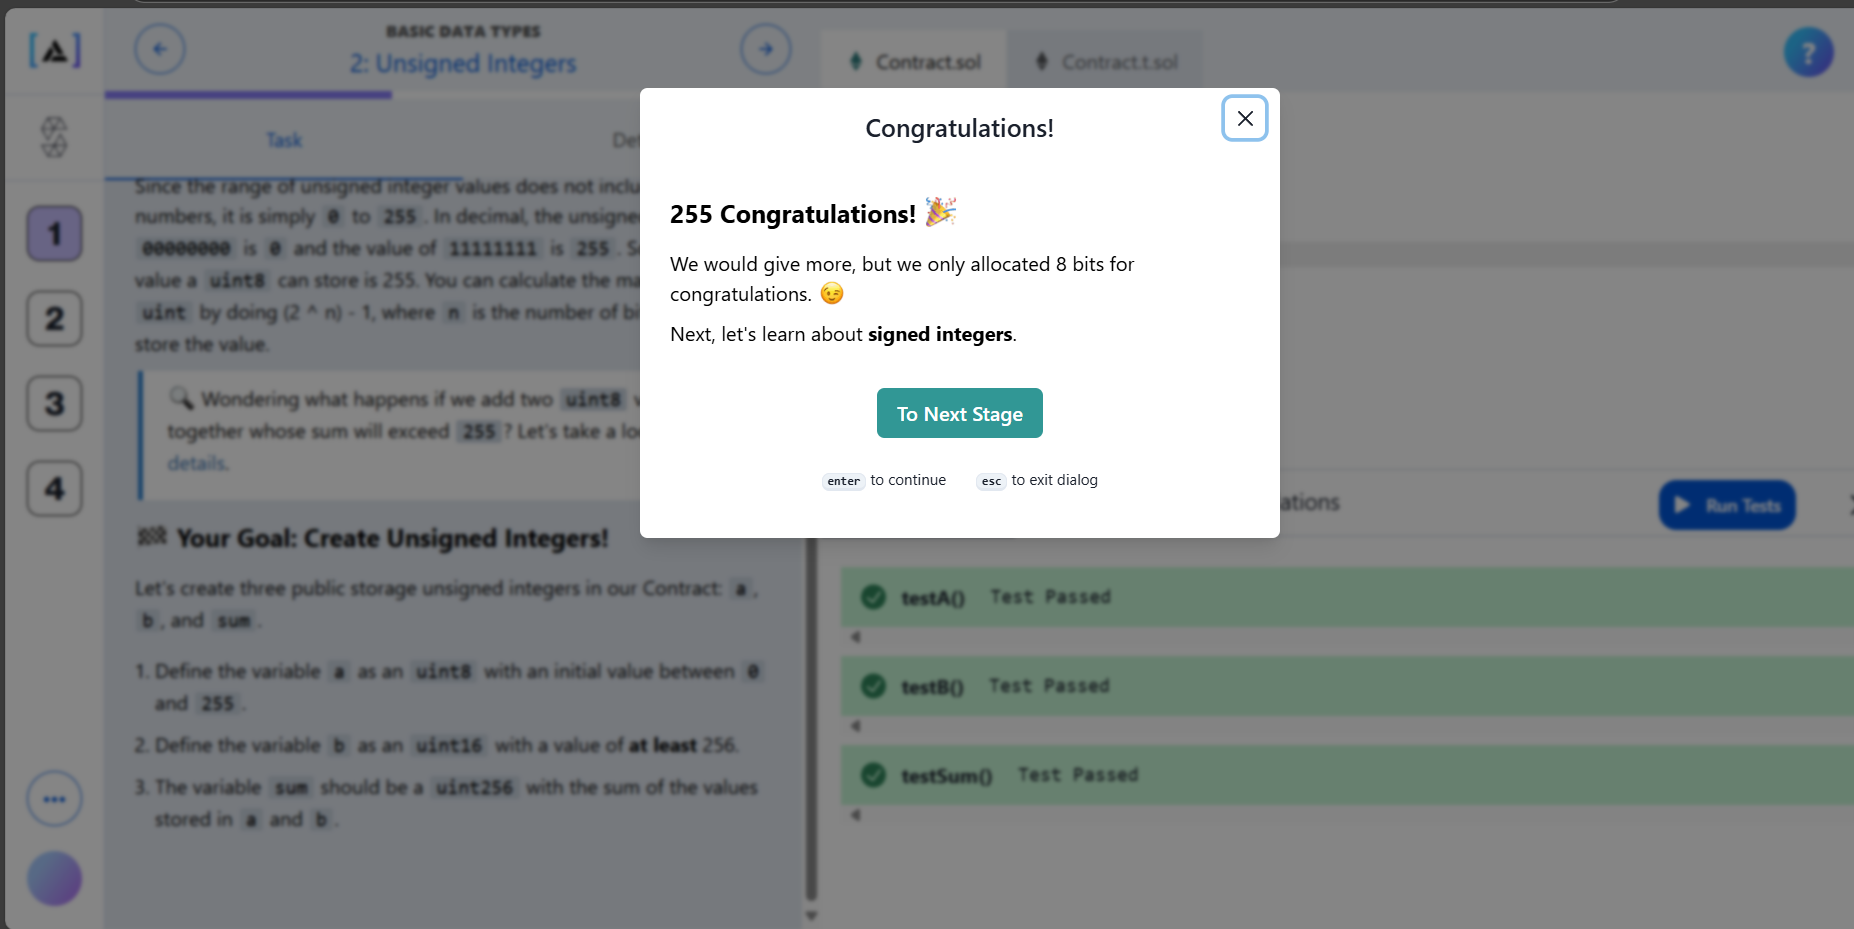 BASIC DATA TYPES
2: Unsigned Integers
Contract.sol
Contract.t.sol
?
Task
De
1
2
3
4
Since the range of unsigned integer values does not inclu
numbers, it is simply 0 to 255. In decimal, the unsigne
00000000 is 0 and the value of 11111111 is 255. S
value a uint8 can store is 255. You can calculate the ma
uint by doing (2 ^ n) - 1, where n is the number of bi
store the value.
🔍 Wondering what happens if we add two uint8 v
together whose sum will exceed 255? Let's take a lo
details.
🏁 Your Goal: Create Unsigned Integers!
Let's create three public storage unsigned integers in our Contract: a,
b, and sum.
1. Define the variable a as an uint8 with an initial value between 0
and 255.
2. Define the variable b as an uint16 with a value of at least 256.
3. The variable sum should be a uint256 with the sum of the values
stored in a and b.
Congratulations!
255 Congratulations! 🎉
We would give more, but we only allocated 8 bits for
congratulations. 😉
Next, let's learn about signed integers.
To Next Stage
enter to continue esc to exit dialog
ations
Run Tests
testA() Test Passed
testB() Test Passed
testSum() Test Passed